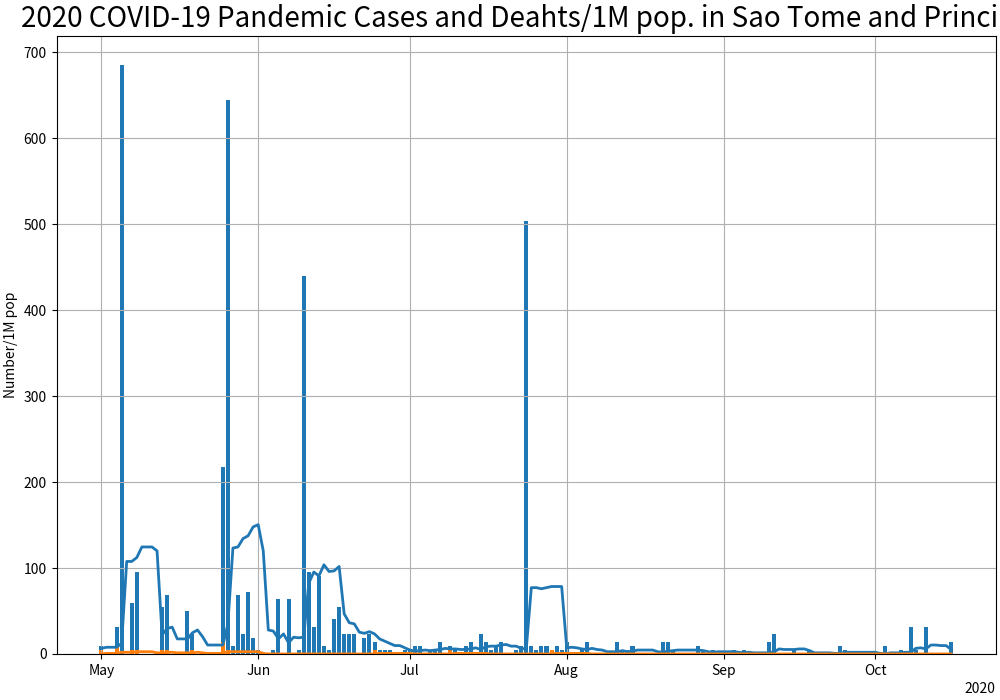 2020 COVID-19 Pandemic Cases and Deahts/1M pop. in Sao Tome and Princi
700
600
500
400
300
200
100
0
Number/1M pop
May
Jun
Jul
Aug
Sep
Oct
2020